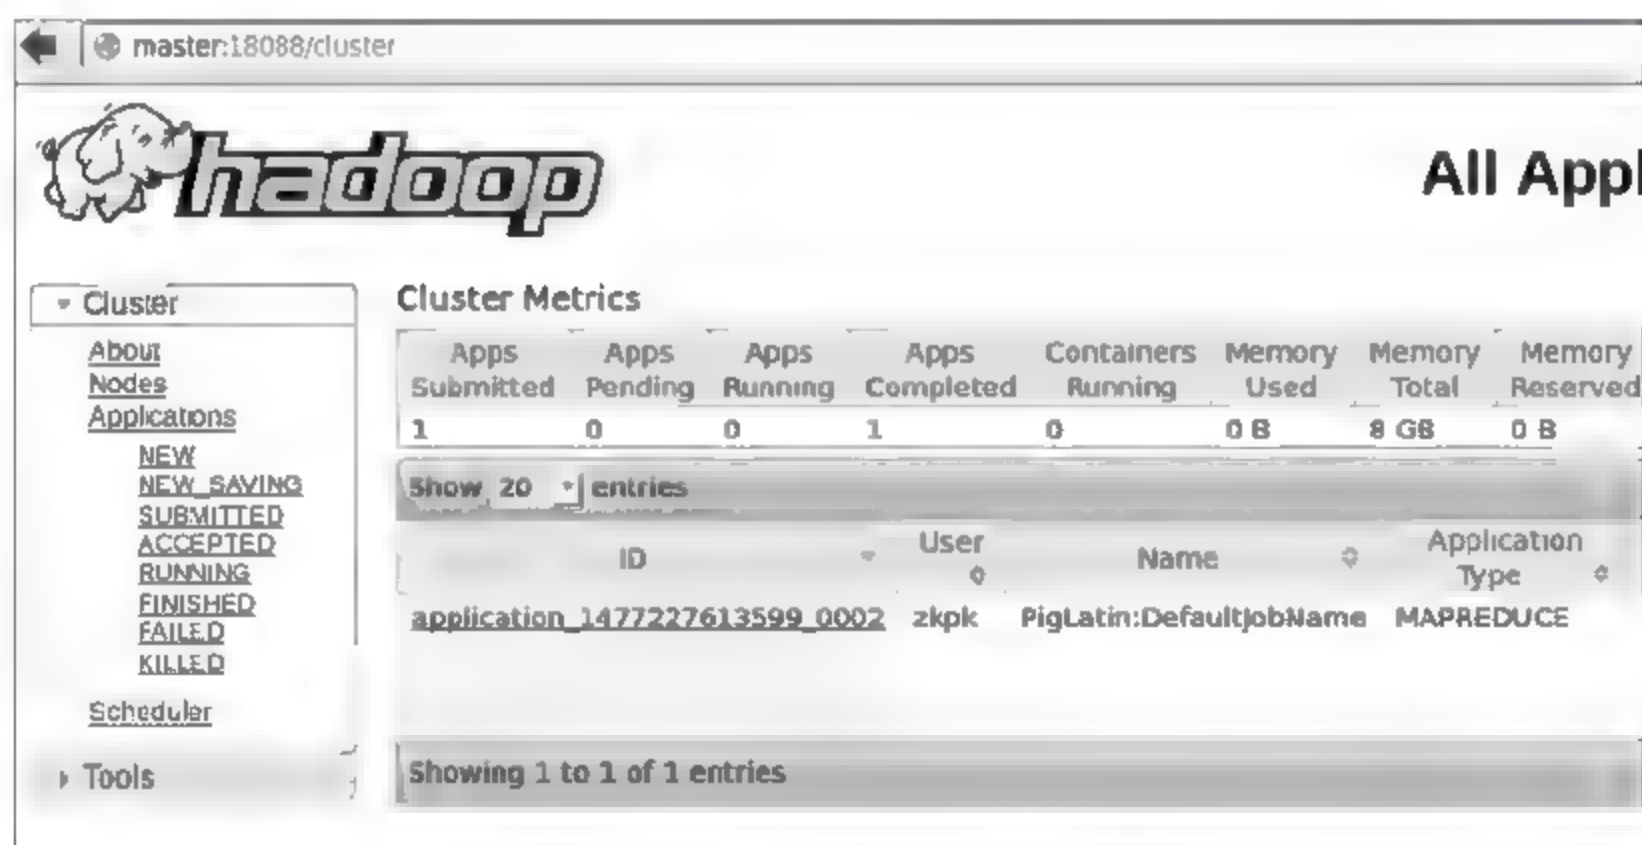 master:18088/cluster
hadoop
All Appl
Cluster
About
Nodes
Applications
NEW
NEW_SAVING
SUBMITTED
ACCEPTED
RUNNING
FINISHED
FAILED
KILLED
Scheduler
Tools
Cluster Metrics
Apps Submitted Apps Pending Apps Running Apps Completed Containers Running Memory Used Memory Total Memory Reserved
1 0 0 1 0 0 B 8 GB 0 B
Show 20 entries
ID User Name Application Type
application_1477227613599_0002 zkpk PigLatin:DefaultJobName MAPREDUCE
Showing 1 to 1 of 1 entries